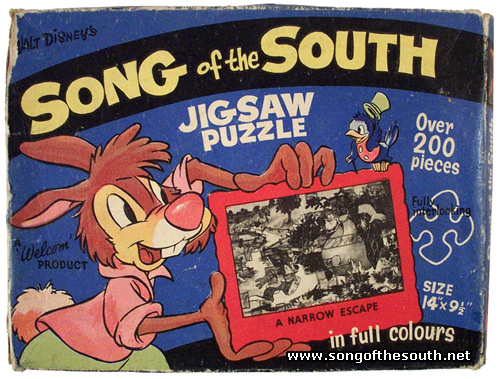 WALT DISNEY'S
SONG of the SOUTH
JIGSAW
PUZZLE
Over
200
pieces
Fully
interlocking
A
"Welcom"
PRODUCT
SIZE
14" x 9½"
A NARROW ESCAPE
in full colours
www.songofthesouth.net